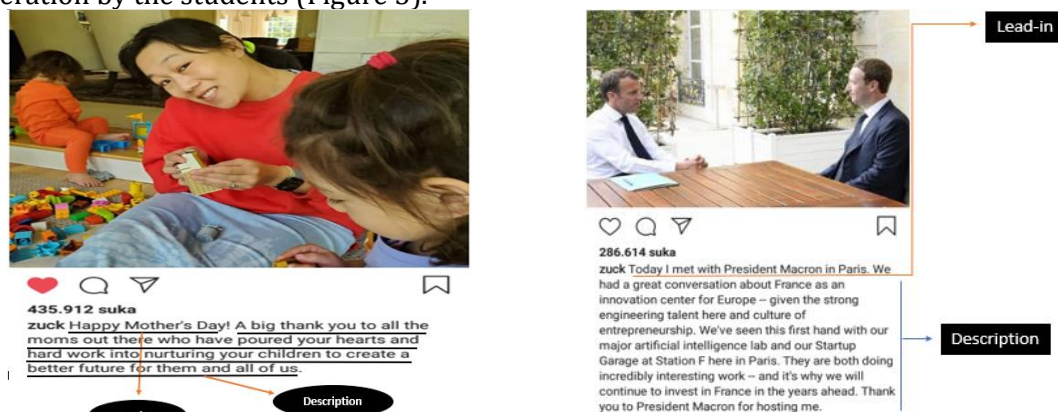 eration by the students (Figure 3).
435.912 suka
zuck Happy Mother's Day! A big thank you to all the
moms out there who have poured your hearts and
hard work into nurturing your children to create a
better future for them and all of us.
Description
Lead-in
286.614 suka
zuck Today I met with President Macron in Paris. We
had a great conversation about France as an
innovation center for Europe – given the strong
engineering talent here and culture of
entrepreneurship. We've seen this first hand with our
major artificial intelligence lab and our Startup
Garage at Station F here in Paris. They are both doing
incredibly interesting work – and it's why we will
continue to invest in France in the years ahead. Thank
you to President Macron for hosting me.
Description